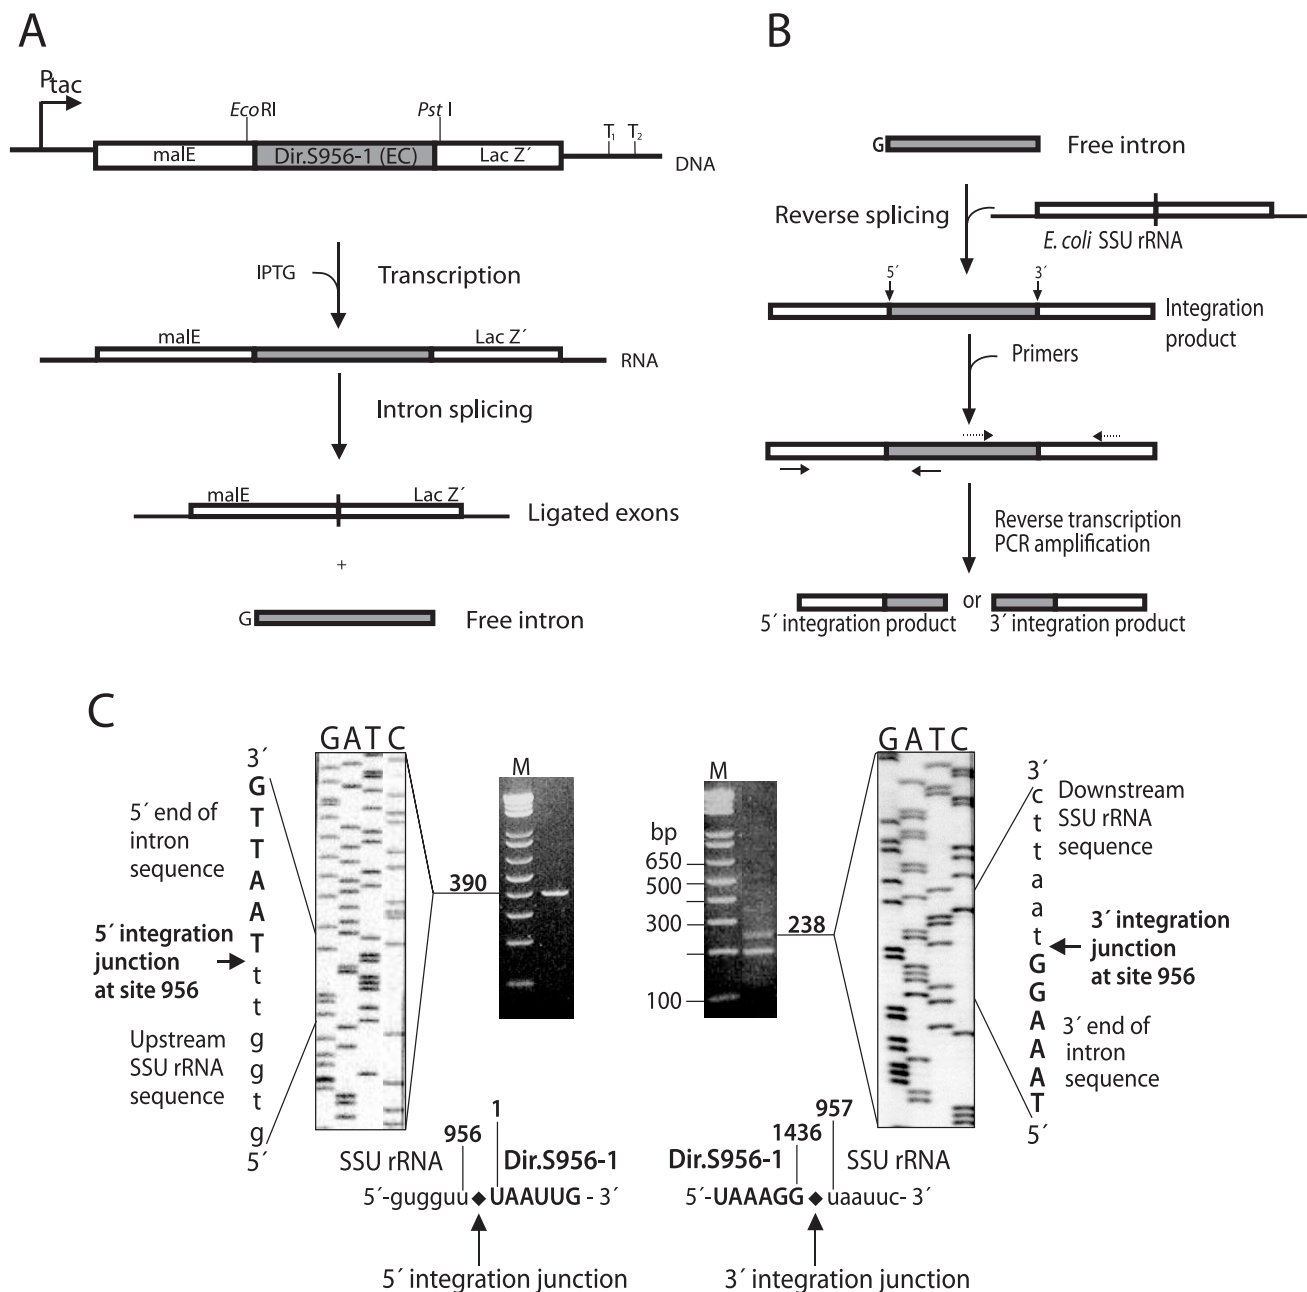 A
Ptac
EcoRI
Pst I
T1
T2
malE
Dir.S956-1 (EC)
Lac Z´
DNA
IPTG
Transcription
malE
Lac Z´
RNA
Intron splicing
malE
Lac Z´
Ligated exons
+
G
Free intron
B
G
Free intron
Reverse splicing
E. coli SSU rRNA
5´
3´
Integration
product
Primers
Reverse transcription
PCR amplification
or
5´ integration product
3´ integration product
C
G A T C
3´
G
T
T
A
A
T
t
t
g
g
t
g
5´
5´ end of
intron
sequence
5´ integration
junction
at site 956
Upstream
SSU rRNA
sequence
M
390
M
bp
650
500
300
100
238
G A T C
3´
c
t
t
a
a
t
G
G
A
A
A
T
5´
Downstream
SSU rRNA
sequence
3´ integration
junction
at site 956
3´ end of
intron
sequence
1
956
SSU rRNA
Dir.S956-1
5´-gugguu◆UAAUUG - 3´
5´ integration junction
957
1436
Dir.S956-1
SSU rRNA
5´-UAAAGG◆uaauuc- 3´
3´ integration junction